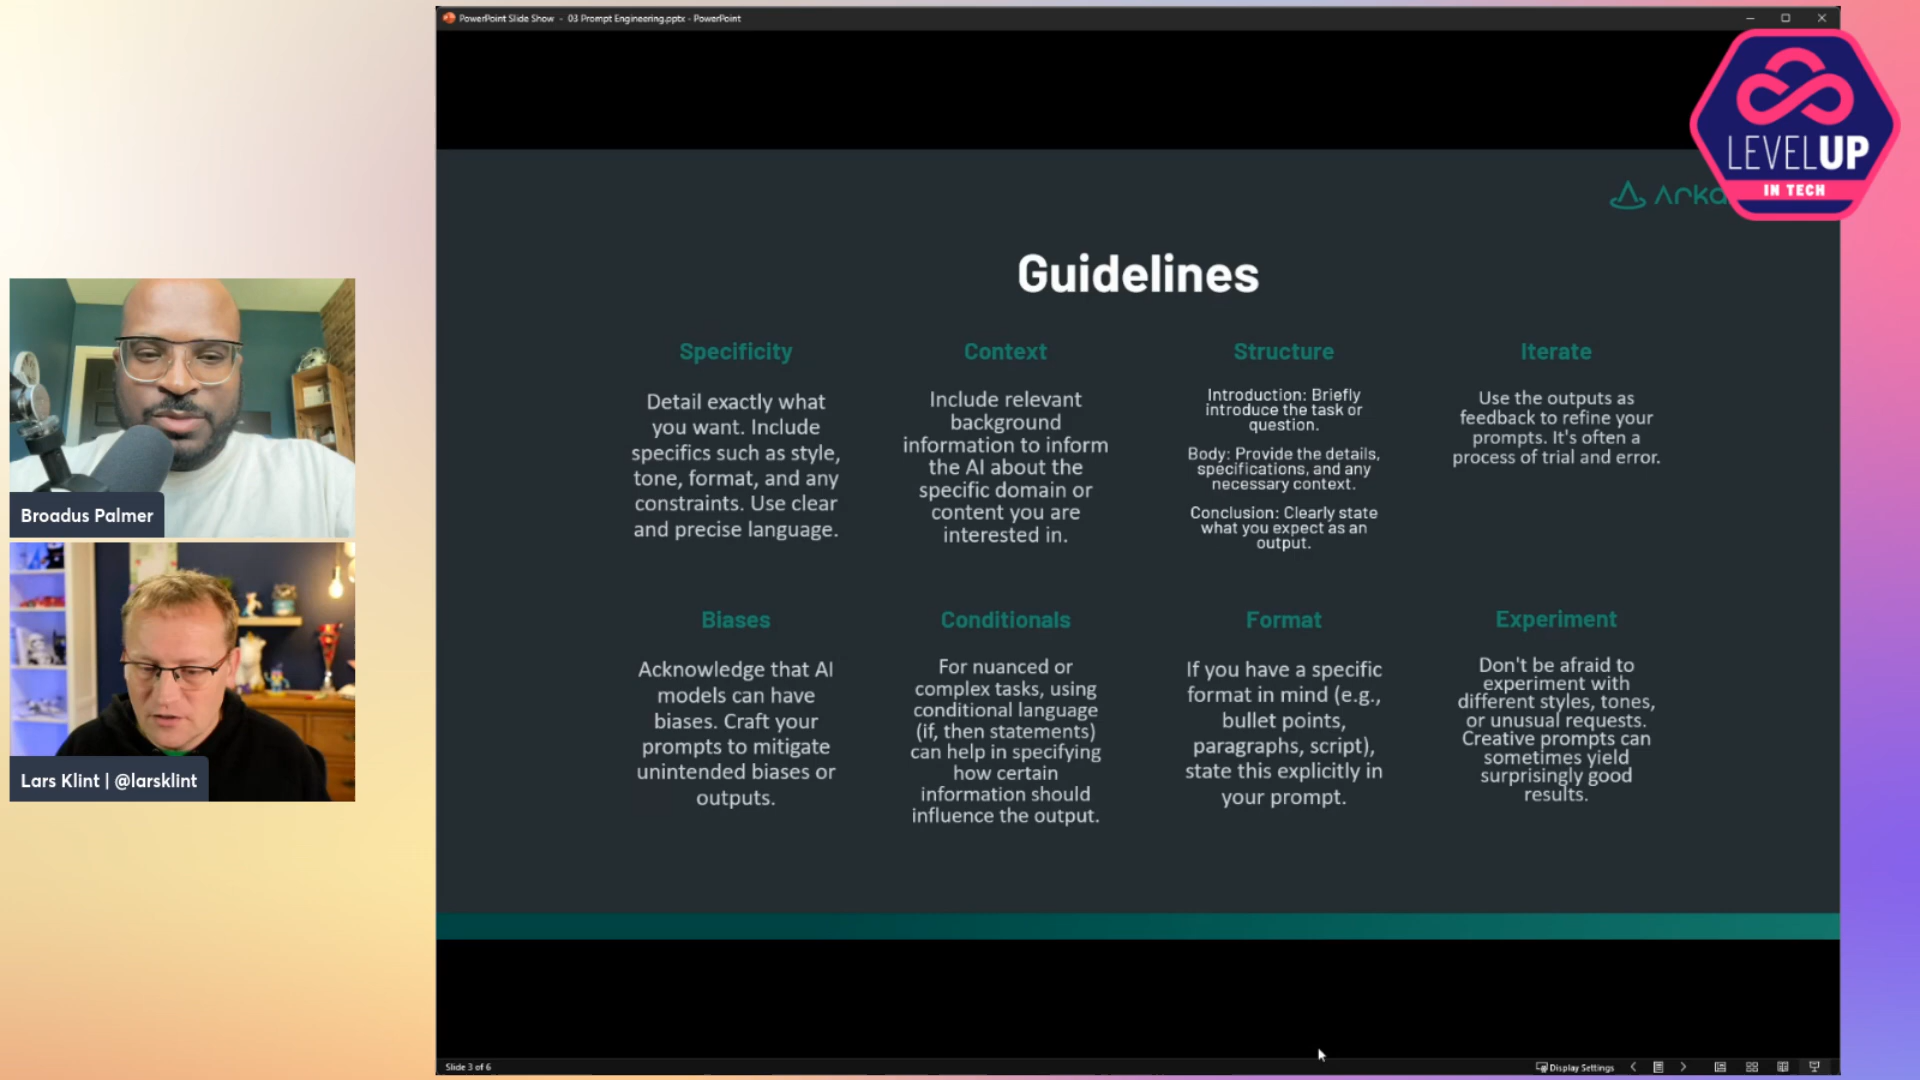 PowerPoint Slide Show - 03 Prompt Engineering.pptx - PowerPoint
LEVELUP
IN TECH
Guidelines
Specificity
Detail exactly what
you want. Include
specifics such as style,
tone, format, and any
constraints. Use clear
and precise language.
Context
Include relevant
background
information to inform
the AI about the
specific domain or
content you are
interested in.
Structure
Introduction: Briefly
introduce the task or
question.
Body: Provide the details,
specifications, and any
necessary context.
Conclusion: Clearly state
what you expect as an
output.
Iterate
Use the outputs as
feedback to refine your
prompts. It's often a
process of trial and error.
Biases
Acknowledge that AI
models can have
biases. Craft your
prompts to mitigate
unintended biases or
outputs.
Conditionals
For nuanced or
complex tasks, using
conditional language
(if, then statements)
can help in specifying
how certain
information should
influence the output.
Format
If you have a specific
format in mind (e.g.,
bullet points,
paragraphs, script),
state this explicitly in
your prompt.
Experiment
Don't be afraid to
experiment with
different styles, tones,
or unusual requests.
Creative prompts can
sometimes yield
surprisingly good
results.
Broadus Palmer
Lars Klint | @larsklint
Slide 3 of 6
Display Settings